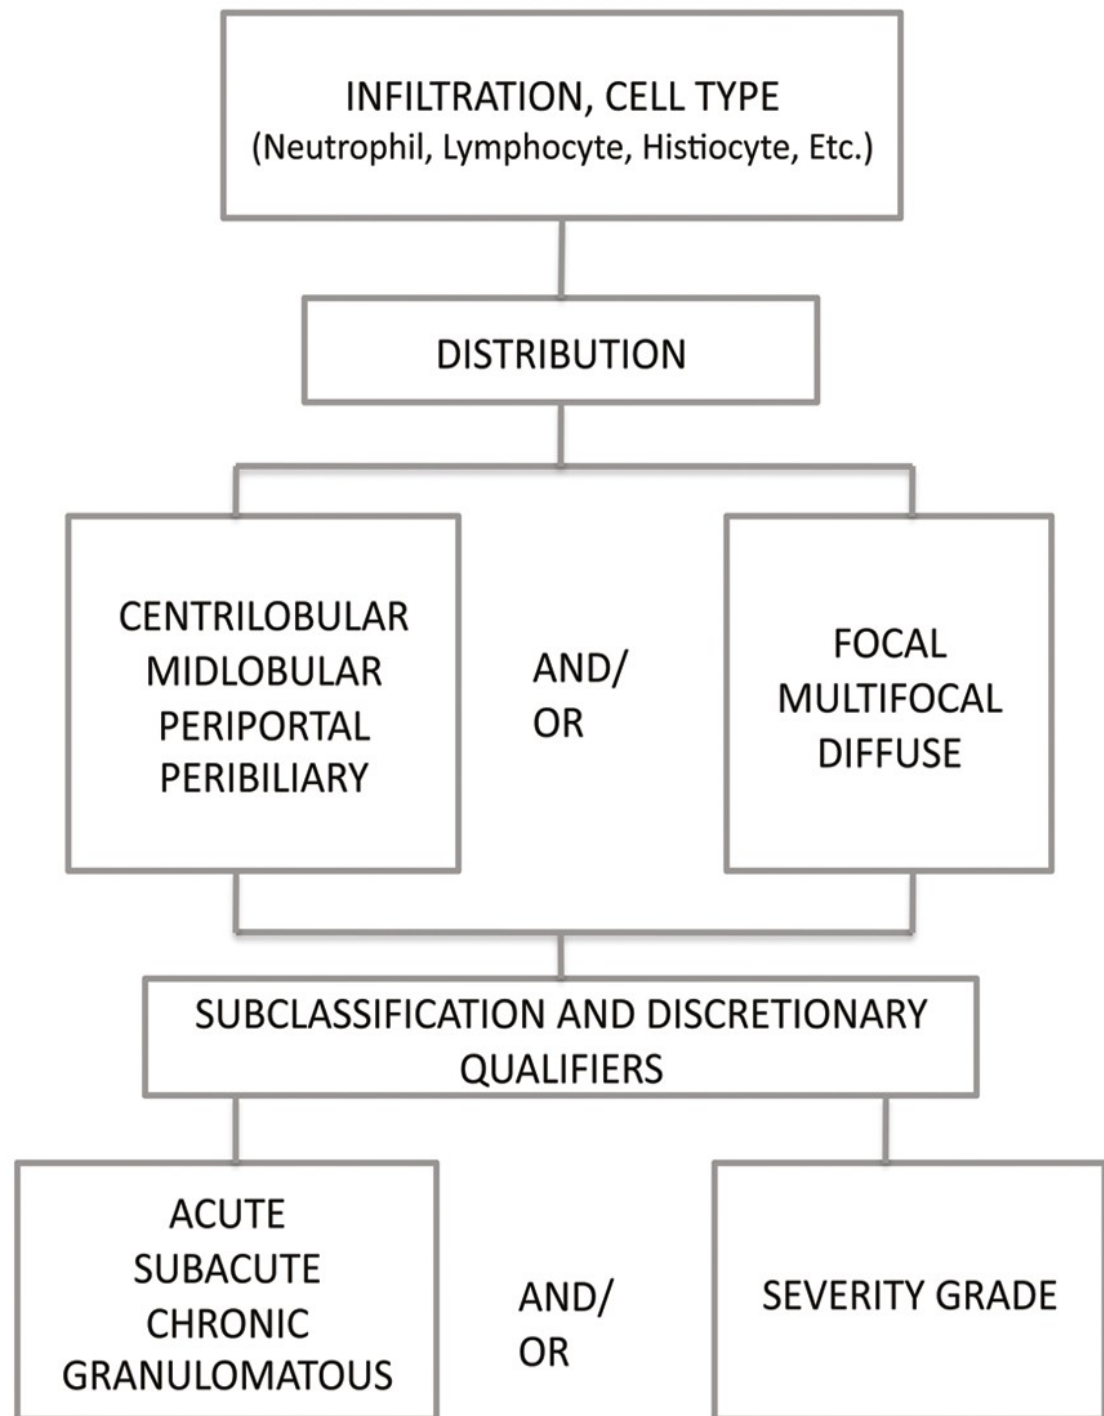 INFILTRATION, CELL TYPE
(Neutrophil, Lymphocyte, Histiocyte, Etc.)
DISTRIBUTION
CENTRILOBULAR
MIDLOBULAR
PERIPORTAL
PERIBILIARY
AND/
OR
FOCAL
MULTIFOCAL
DIFFUSE
SUBCLASSIFICATION AND DISCRETIONARY
QUALIFIERS
ACUTE
SUBACUTE
CHRONIC
GRANULOMATOUS
AND/
OR
SEVERITY GRADE